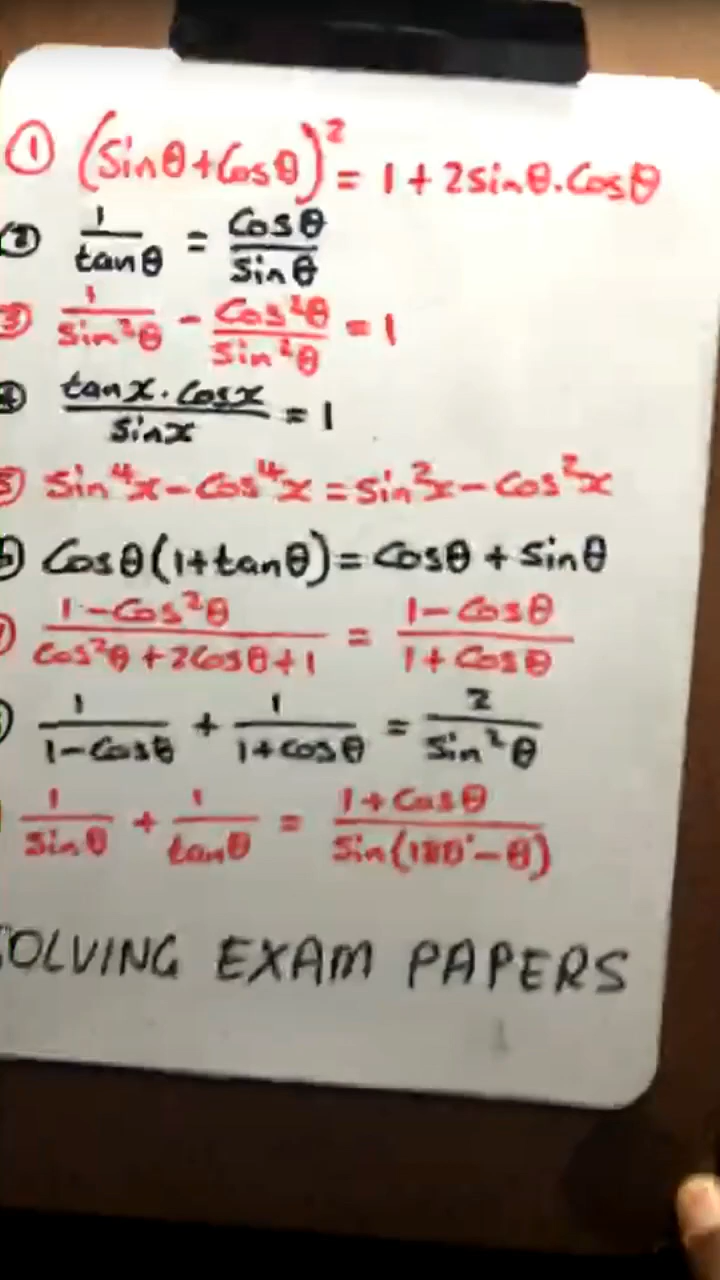 ① (Sinθ+Cosθ)² = 1+2sinθ.Cosθ
② 1/tanθ = Cosθ/Sinθ
③ 1/Sin²θ - Cos²θ/Sin²θ = 1
④ tanx.Cosx/Sinx = 1
⑤ Sin⁴x-Cos⁴x = Sin²x-Cos²x
⑥ Cosθ(1+tanθ) = Cosθ + Sinθ
1-Cos²θ/Cos²θ+2Cosθ+1 = 1-Cosθ/1+Cosθ
1/1-Cosθ + 1/1+Cosθ = 2/Sin²θ
1/Sinθ + 1/tanθ = 1+Cosθ/Sin(180°-θ)
SOLVING EXAM PAPERS